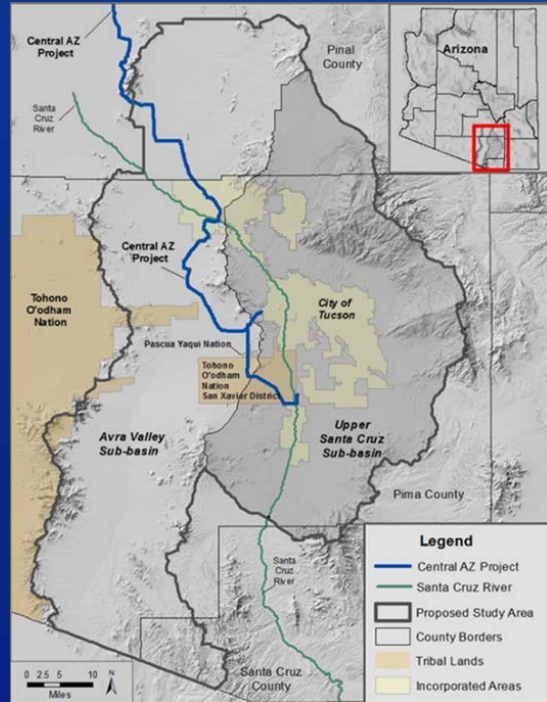 Central AZ
Project
Pinal
County
Arizona
Santa
Cruz
River
Central AZ
Project
Tohono
O'odham
Nation
City of
Tucson
Pascua Yaqui Nation
Tohono
O'odham
Nation
San Xavier District
Avra Valley
Sub-basin
Upper
Santa Cruz
Sub-basin
Pima County
Santa
Cruz
River
Santa Cruz
County
Legend
Central AZ Project
Santa Cruz River
Proposed Study Area
County Borders
Tribal Lands
Incorporated Areas
0 2.5 5 10
Miles
N